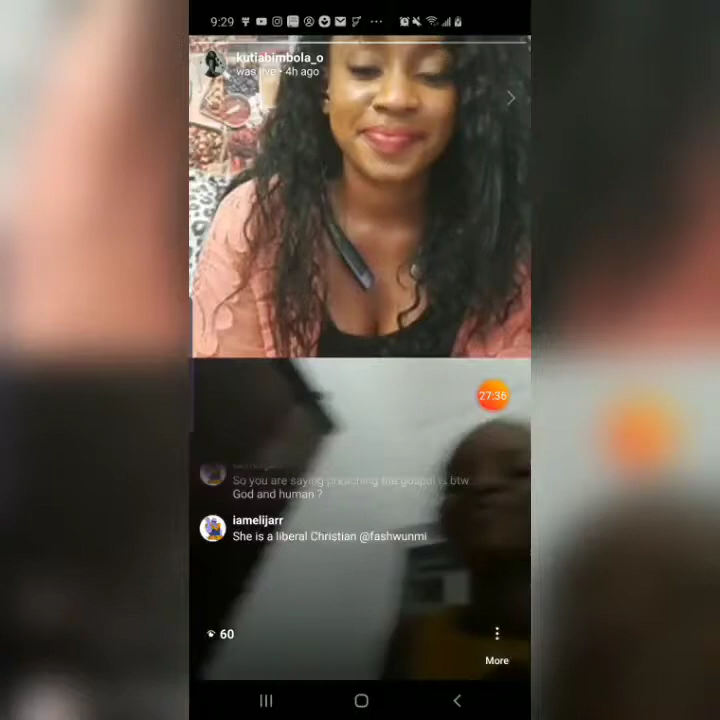 9:29
kutiabimbola_o
was live • 4h ago
27:36
So you are saying preaching the gospel is btw
God and human ?
iamelijarr
She is a liberal Christian @fashwunmi
60
More